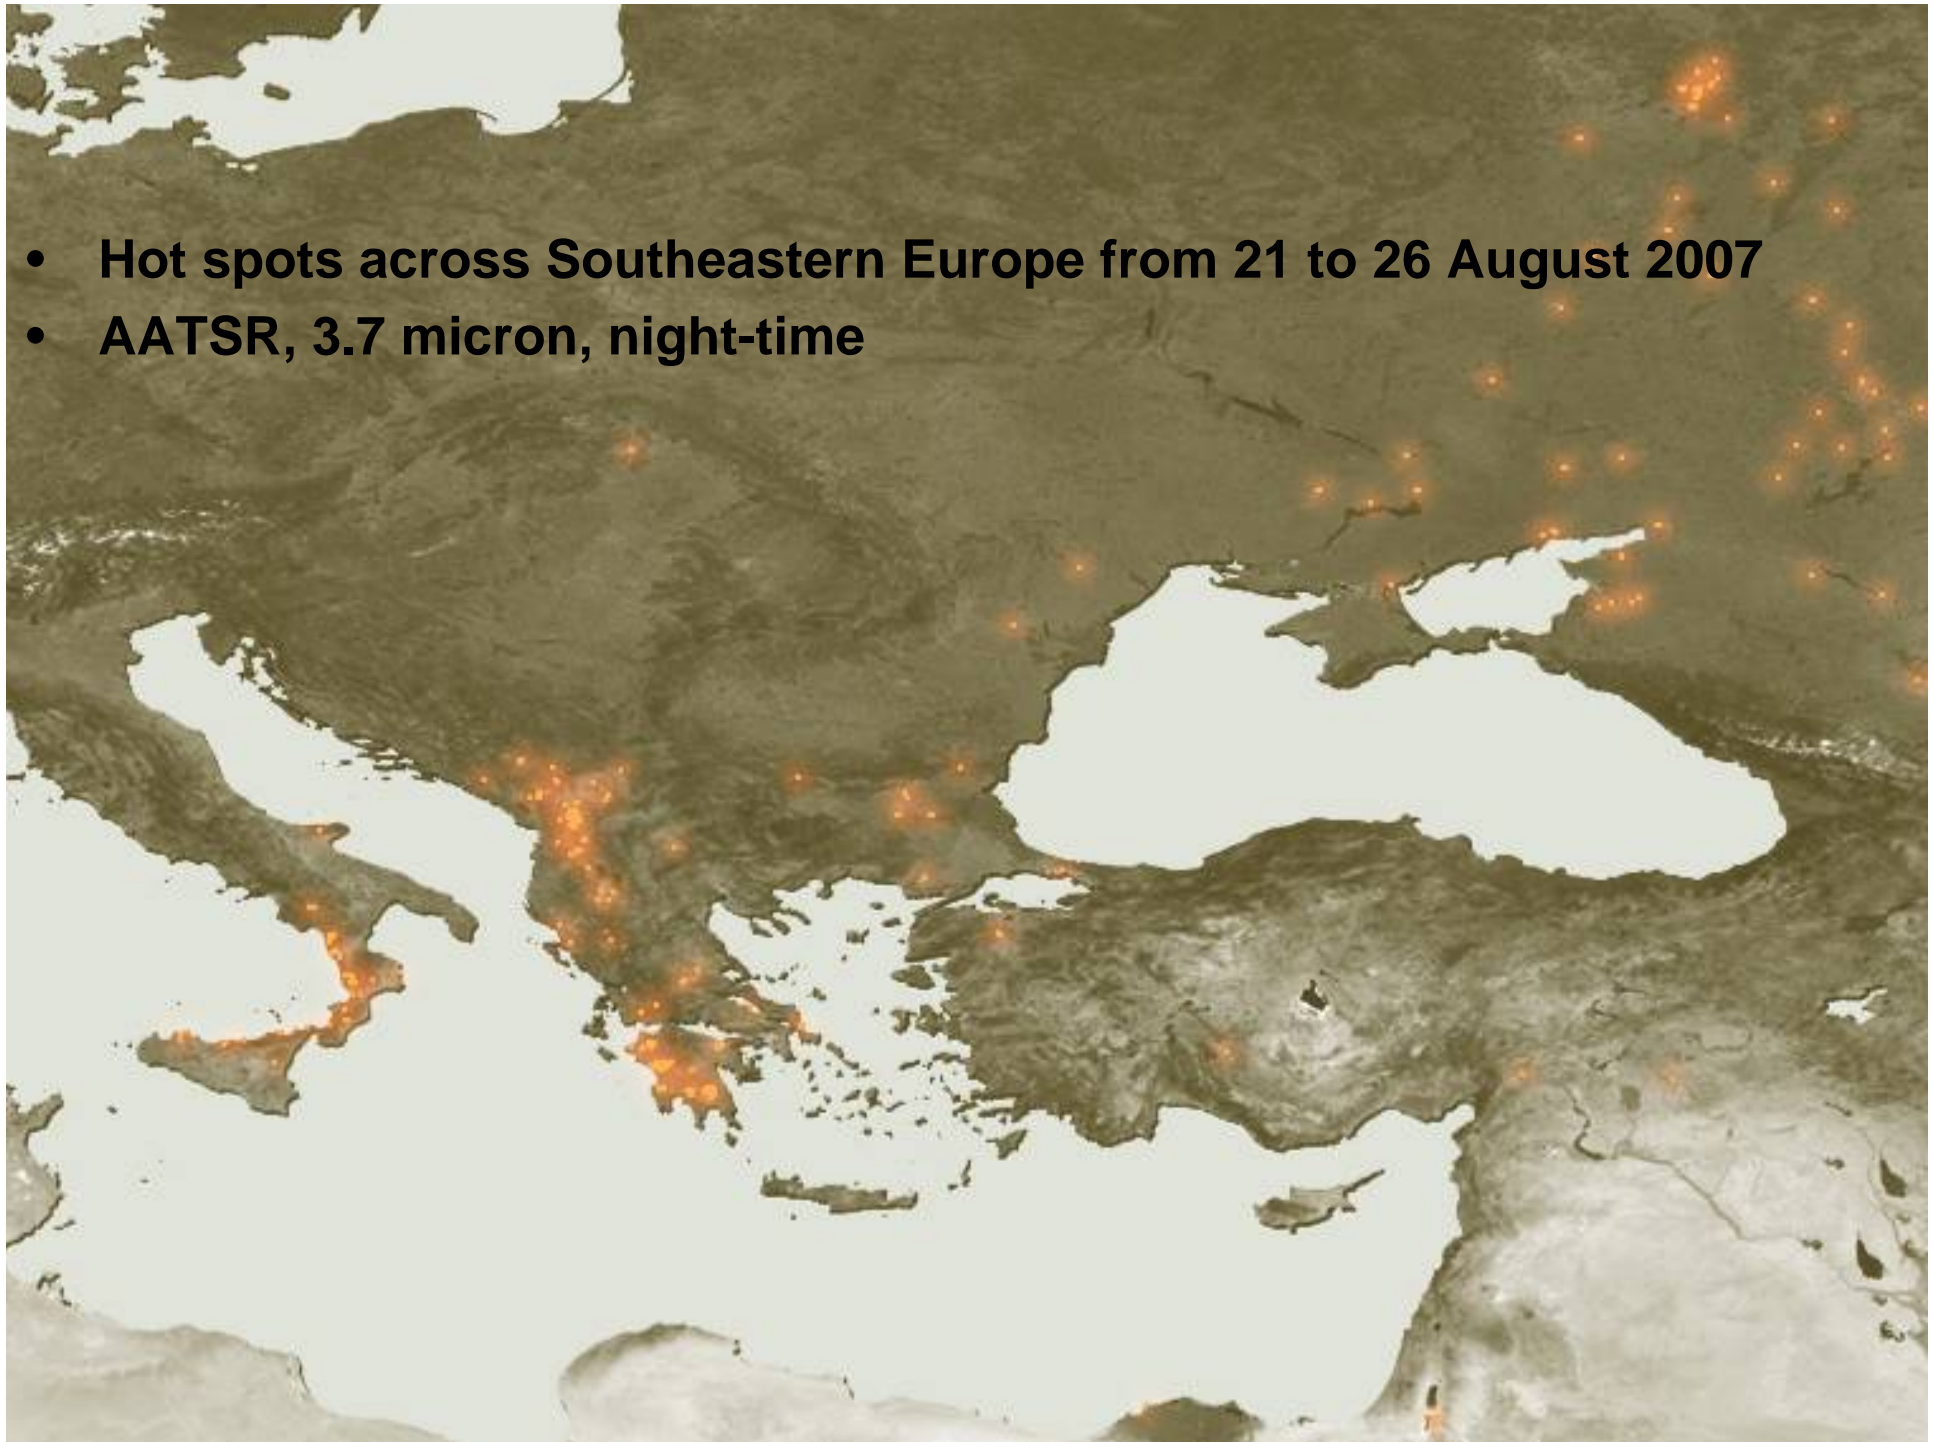 • Hot spots across Southeastern Europe from 21 to 26 August 2007
• AATSR, 3.7 micron, night-time